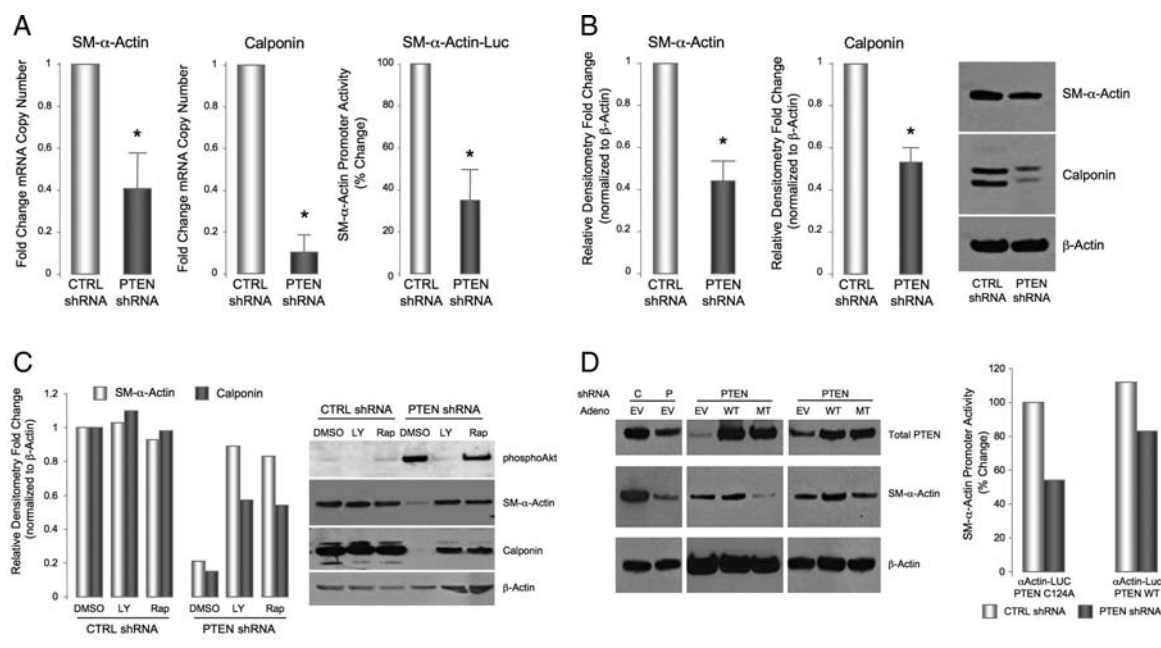 A
SM-α-Actin
Fold Change mRNA Copy Number
1
0.8
0.6
0.4
0.2
0
*
CTRL PTEN
shRNA shRNA
Calponin
Fold Change mRNA Copy Number
1
0.8
0.6
0.4
0.2
0
*
CTRL PTEN
shRNA shRNA
SM-α-Actin-Luc
SM-α-Actin Promoter Activity
(% Change)
100
80
60
40
20
0
*
CTRL PTEN
shRNA shRNA
B
SM-α-Actin
Relative Densitometry Fold Change
(normalized to β-Actin)
1
0.8
0.6
0.4
0.2
0
*
CTRL PTEN
shRNA shRNA
Calponin
Relative Densitometry Fold Change
(normalized to β-Actin)
1
0.8
0.6
0.4
0.2
0
*
CTRL PTEN
shRNA shRNA
SM-α-Actin
Calponin
β-Actin
CTRL PTEN
shRNA shRNA
C
SM-α-Actin Calponin
Relative Densitometry Fold Change
(normalized to β-Actin)
1.2
1
0.8
0.6
0.4
0.2
0
DMSO LY Rap DMSO LY Rap
CTRL shRNA PTEN shRNA
CTRL shRNA PTEN shRNA
DMSO LY Rap DMSO LY Rap
phosphoAkt
SM-α-Actin
Calponin
β-Actin
D
shRNA C P PTEN PTEN
Adeno EV EV EV WT MT EV WT MT
Total PTEN
SM-α-Actin
β-Actin
SM-α-Actin Promoter Activity
(% Change)
120
100
80
60
40
20
0
αActin-LUC αActin-Luc
PTEN C124A PTEN WT
CTRL shRNA PTEN shRNA